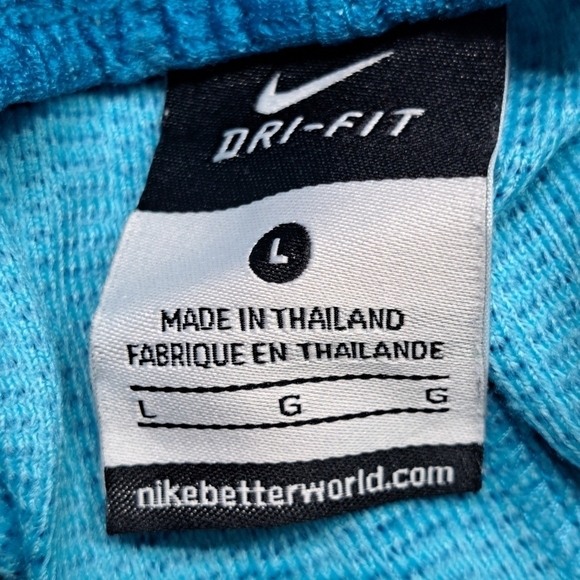 DRI-FIT
L
MADE IN THAILAND
FABRIQUE EN THAILANDE
L G G
nikebetterworld.com